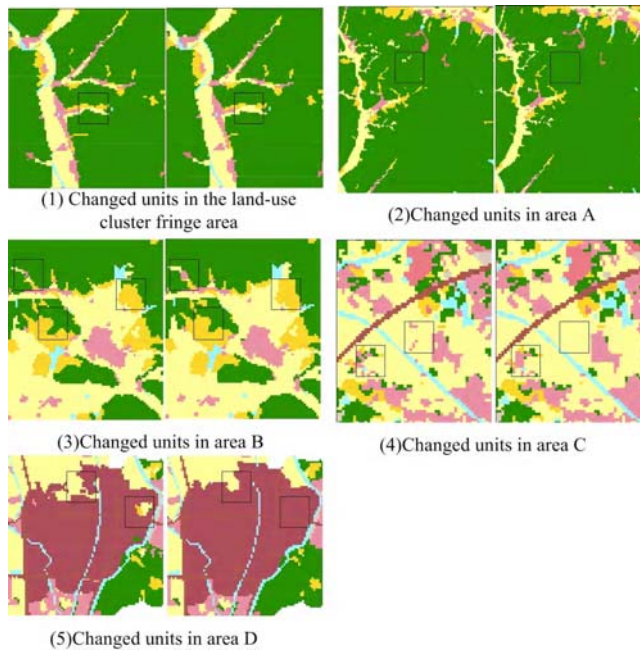 (1) Changed units in the land-use
cluster fringe area
(2)Changed units in area A
(3)Changed units in area B
(4)Changed units in area C
(5)Changed units in area D